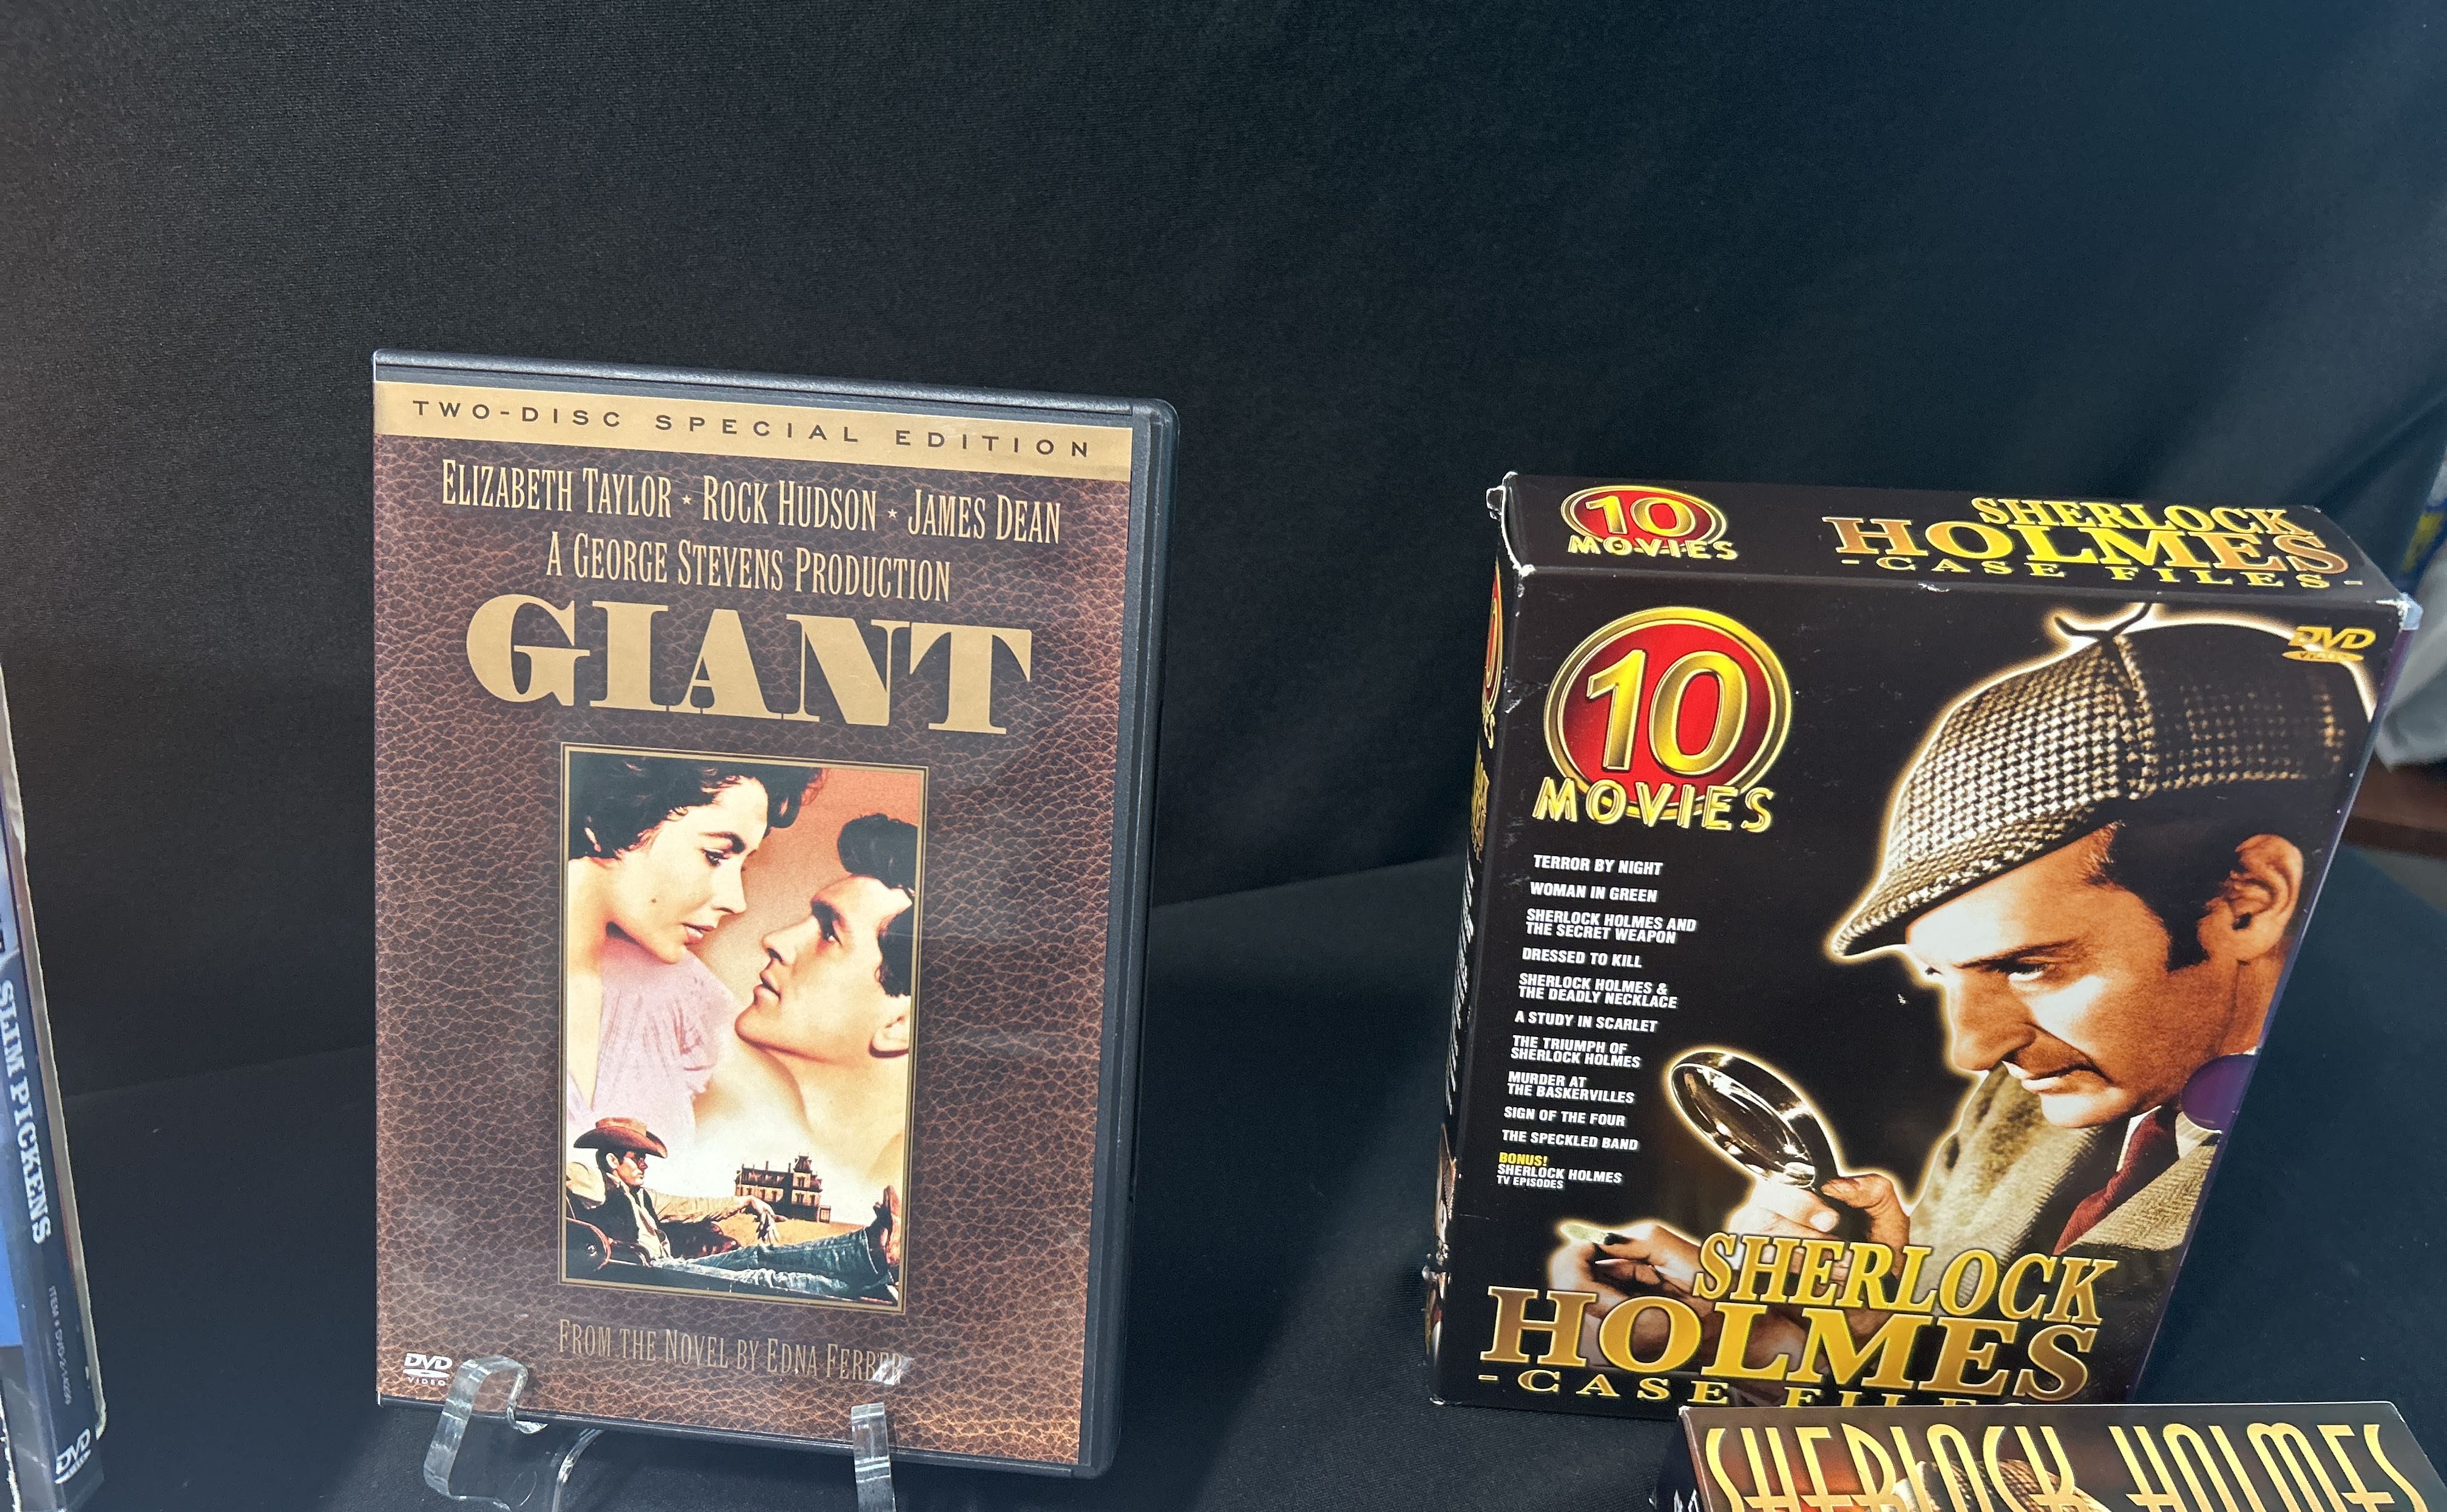 SLIM PICKENS
DVD
TWO-DISC SPECIAL EDITION
ELIZABETH TAYLOR ★ ROCK HUDSON ★ JAMES DEAN
A GEORGE STEVENS PRODUCTION
GIANT
FROM THE NOVEL BY EDNA FERBER
DVD
VIDEO
10
MOVIES
SHERLOCK
HOLMES
-CASE FILES-
DVD
VIDEO
10
MOVIES
TERROR BY NIGHT
WOMAN IN GREEN
SHERLOCK HOLMES AND
THE SECRET WEAPON
DRESSED TO KILL
SHERLOCK HOLMES &
THE DEADLY NECKLACE
A STUDY IN SCARLET
THE TRIUMPH OF
SHERLOCK HOLMES
MURDER AT
THE BASKERVILLES
SIGN OF THE FOUR
THE SPECKLED BAND
BONUS!
SHERLOCK HOLMES
TV EPISODES
SHERLOCK
HOLMES
-CASE FILES
SHERLOCK HOLMES